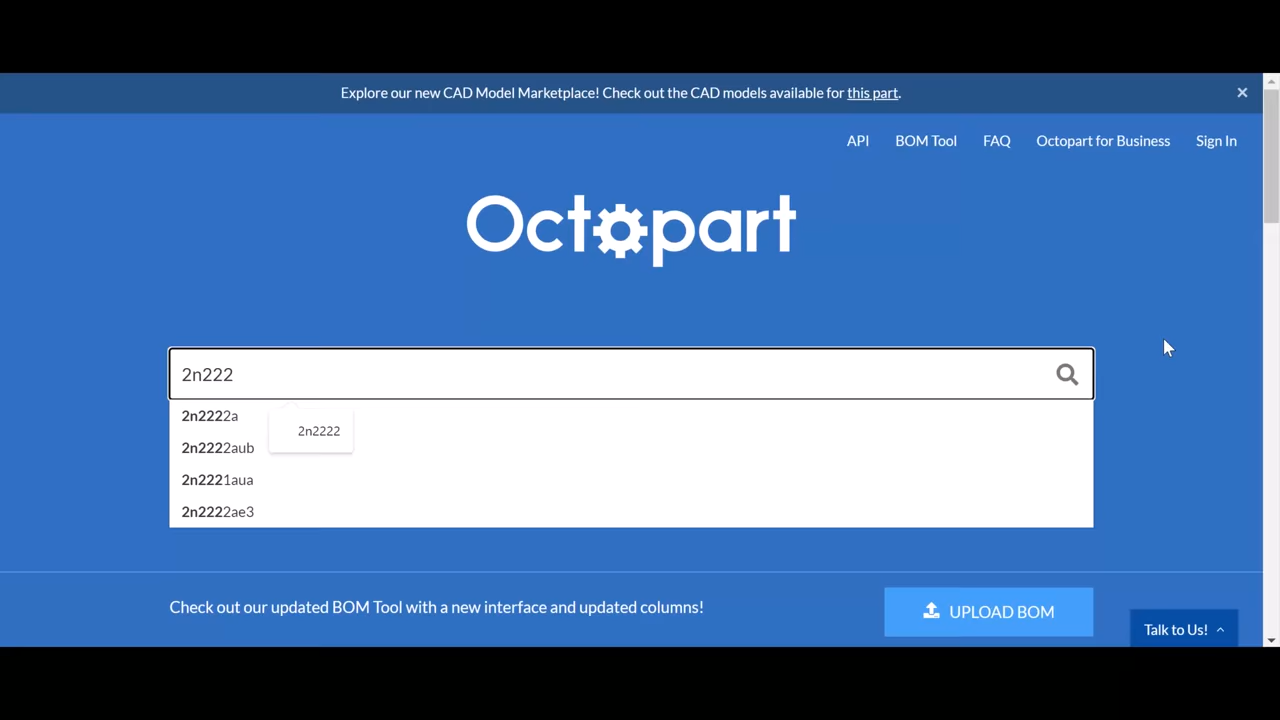 Explore our new CAD Model Marketplace! Check out the CAD models available for this part.
API BOM Tool FAQ Octopart for Business Sign In
Octopart
2n222
2n2222a
2n2222
2n2222aub
2n2221aua
2n2222ae3
Check out our updated BOM Tool with a new interface and updated columns!
UPLOAD BOM
Talk to Us!